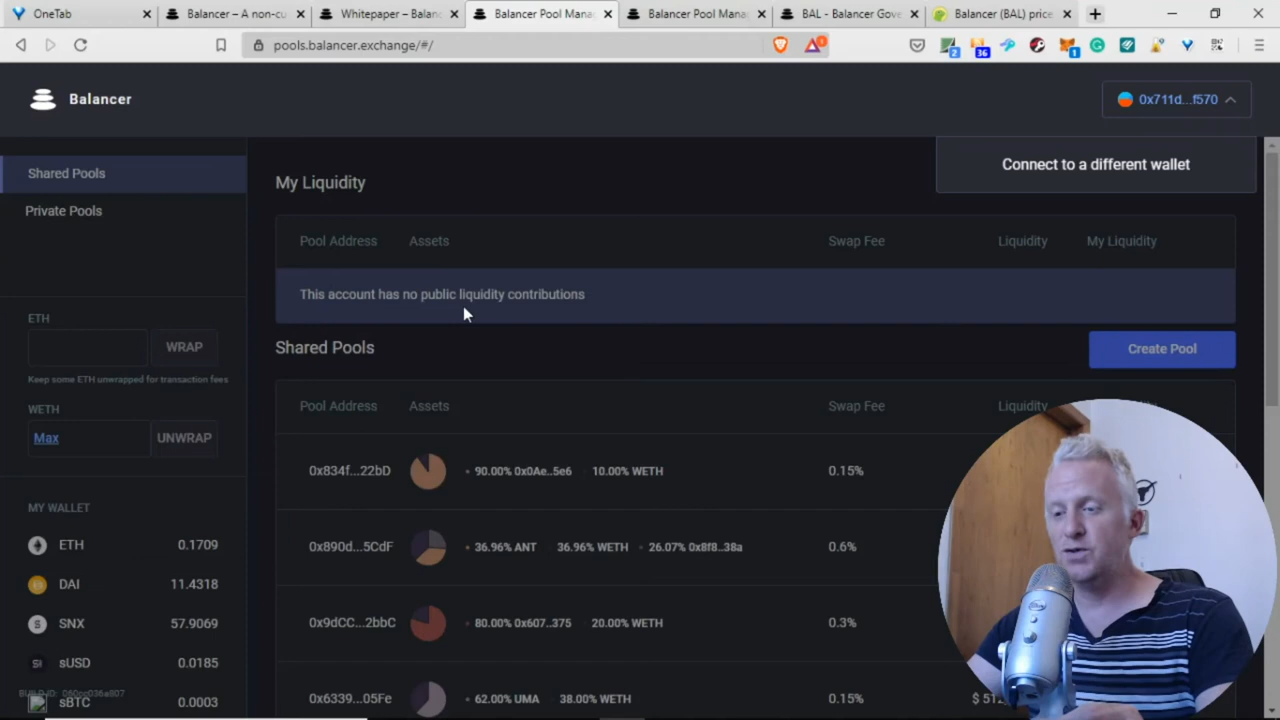 OneTab
Balancer – A non-cu
Whitepaper – Balanc
Balancer Pool Mana
Balancer Pool Mana
BAL - Balancer Gove
Balancer (BAL) price
pools.balancer.exchange/#/
1
2
36
1
Balancer
0x711d...f570
Connect to a different wallet
Shared Pools
Private Pools
ETH
WRAP
Keep some ETH unwrapped for transaction fees
WETH
Max
UNWRAP
MY WALLET
ETH 0.1709
DAI 11.4318
SNX 57.9069
sUSD 0.0185
sBTC 0.0003
My Liquidity
Pool Address Assets Swap Fee Liquidity My Liquidity
This account has no public liquidity contributions
Shared Pools
Create Pool
Pool Address Assets Swap Fee Liquidity
0x834f...22bD 90.00% 0x0Ae..5e6 10.00% WETH 0.15%
0x890d...5CdF 36.96% ANT 36.96% WETH 26.07% 0x8f8..38a 0.6%
0x9dCC...2bbC 80.00% 0x607..375 20.00% WETH 0.3%
0x6339...05Fe 62.00% UMA 38.00% WETH 0.15%